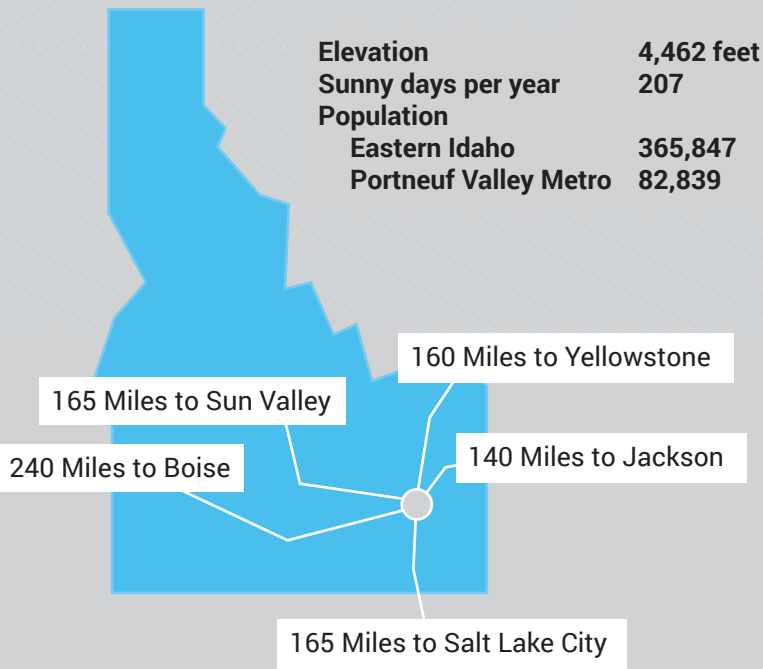 Elevation 4,462 feet
Sunny days per year 207
Population
Eastern Idaho 365,847
Portneuf Valley Metro 82,839
160 Miles to Yellowstone
165 Miles to Sun Valley
140 Miles to Jackson
240 Miles to Boise
165 Miles to Salt Lake City